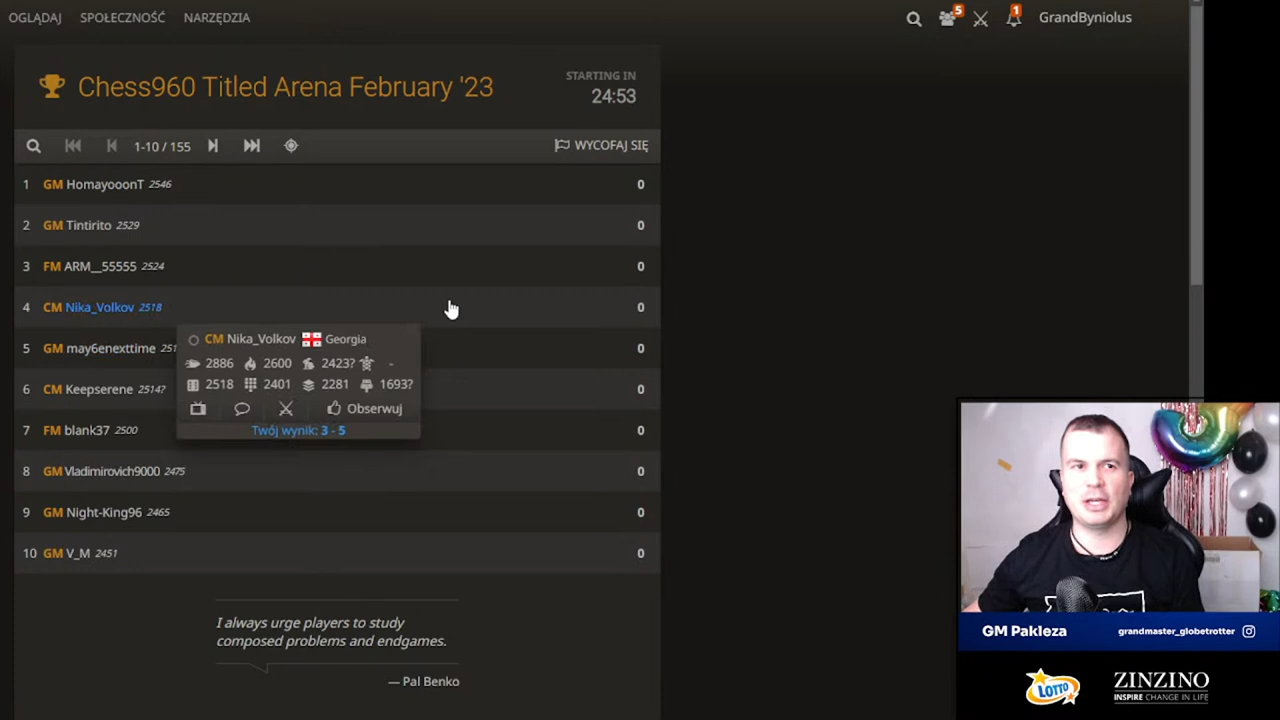 OGLĄDAJ SPOŁECZNOŚĆ NARZĘDZIA
5
1
GrandByniolus
Chess960 Titled Arena February '23
STARTING IN
24:53
1-10 / 155
WYCOFAJ SIĘ
1 GM HomayooonT 2546 0
2 GM Tintirito 2529 0
3 FM ARM__55555 2524 0
4 CM Nika_Volkov 2518 0
5 GM may6enexttime 251 0
CM Nika_Volkov Georgia
2886 2600 2423? -
2518 2401 2281 1693?
Obserwuj
Twój wynik: 3 - 5
6 CM Keepserene 2514? 0
7 FM blank37 2500 0
8 GM Vladimirovich9000 2475 0
9 GM Night-King96 2465 0
10 GM V_M 2451 0
I always urge players to study
composed problems and endgames.
— Pal Benko
GM Pakleza
grandmaster_globetrotter
LOTTO
ZINZINO
INSPIRE CHANGE IN LIFE